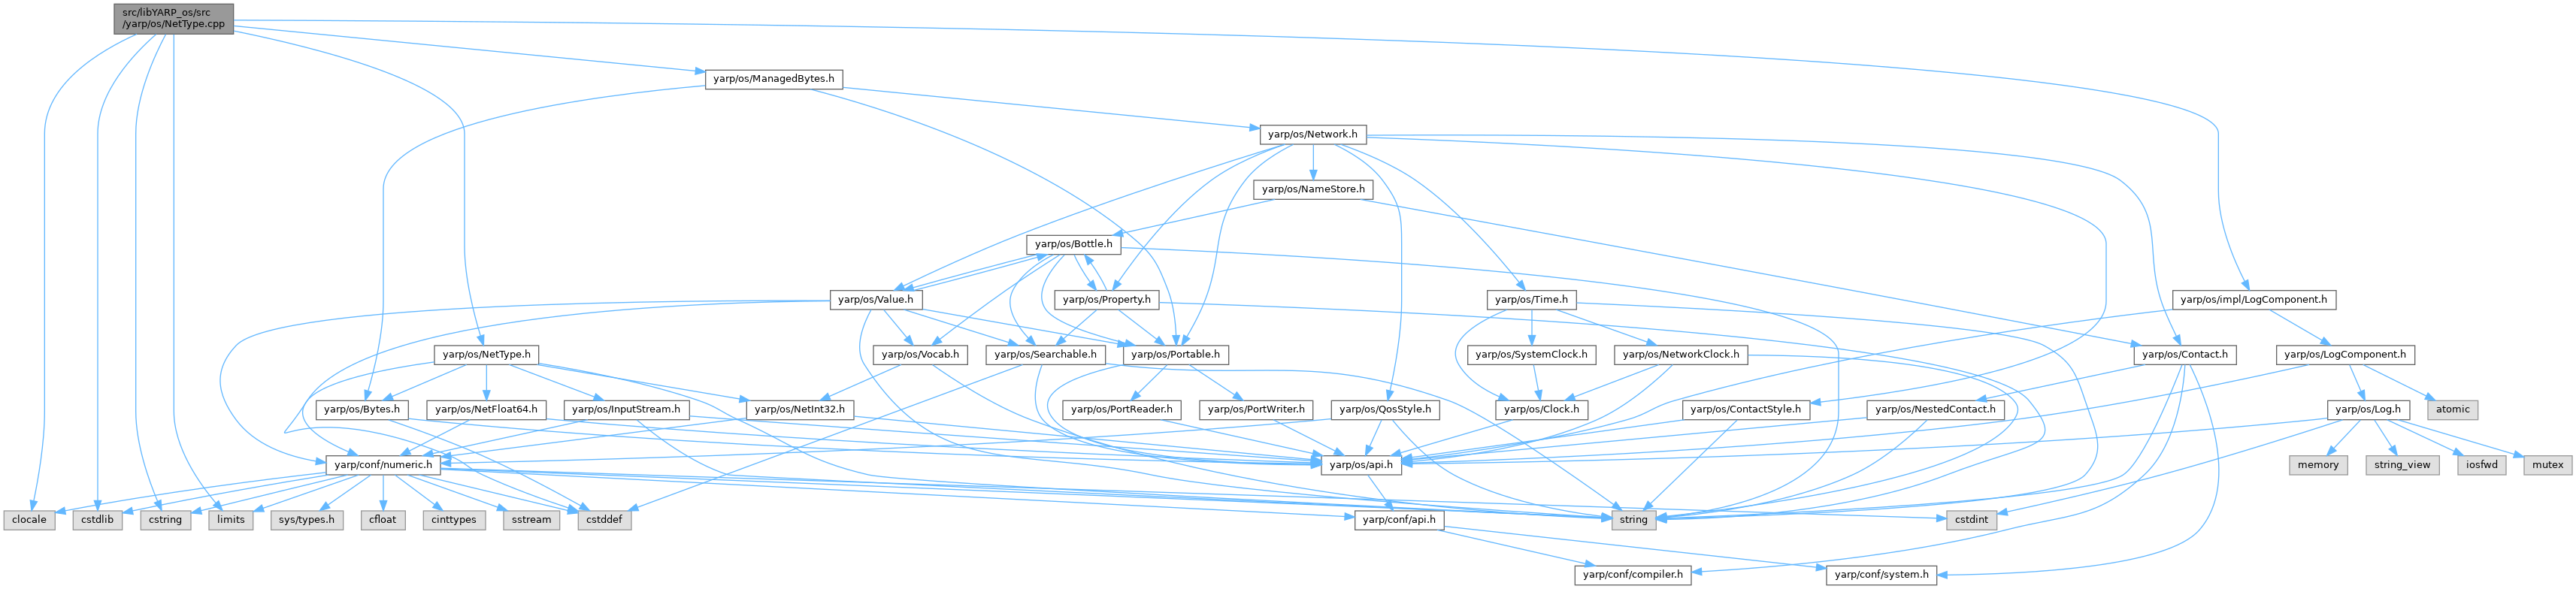 src/libYARP_os/src
/yarp/os/NetType.cpp
yarp/os/ManagedBytes.h
yarp/os/Network.h
yarp/os/NameStore.h
yarp/os/Bottle.h
yarp/os/Value.h
yarp/os/Property.h
yarp/os/Time.h
yarp/os/impl/LogComponent.h
yarp/os/NetType.h
yarp/os/Vocab.h
yarp/os/Searchable.h
yarp/os/Portable.h
yarp/os/SystemClock.h
yarp/os/NetworkClock.h
yarp/os/Contact.h
yarp/os/LogComponent.h
yarp/os/Bytes.h
yarp/os/NetFloat64.h
yarp/os/InputStream.h
yarp/os/NetInt32.h
yarp/os/PortReader.h
yarp/os/PortWriter.h
yarp/os/QosStyle.h
yarp/os/Clock.h
yarp/os/ContactStyle.h
yarp/os/NestedContact.h
yarp/os/Log.h
atomic
yarp/conf/numeric.h
yarp/os/api.h
memory
string_view
iosfwd
mutex
clocale
cstdlib
cstring
limits
sys/types.h
cfloat
cinttypes
sstream
cstddef
yarp/conf/api.h
string
cstdint
yarp/conf/compiler.h
yarp/conf/system.h